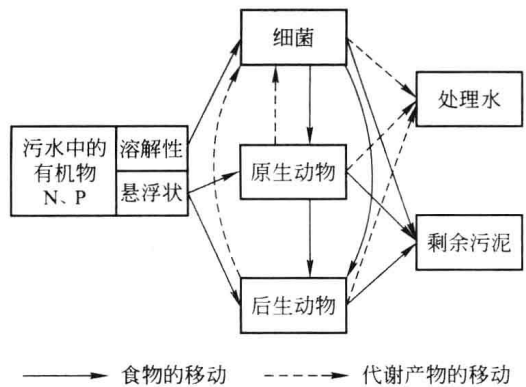 细菌
处理水
污水中的
有机物
N、P
溶解性
悬浮状
原生动物
剩余污泥
后生动物
食物的移动
代谢产物的移动